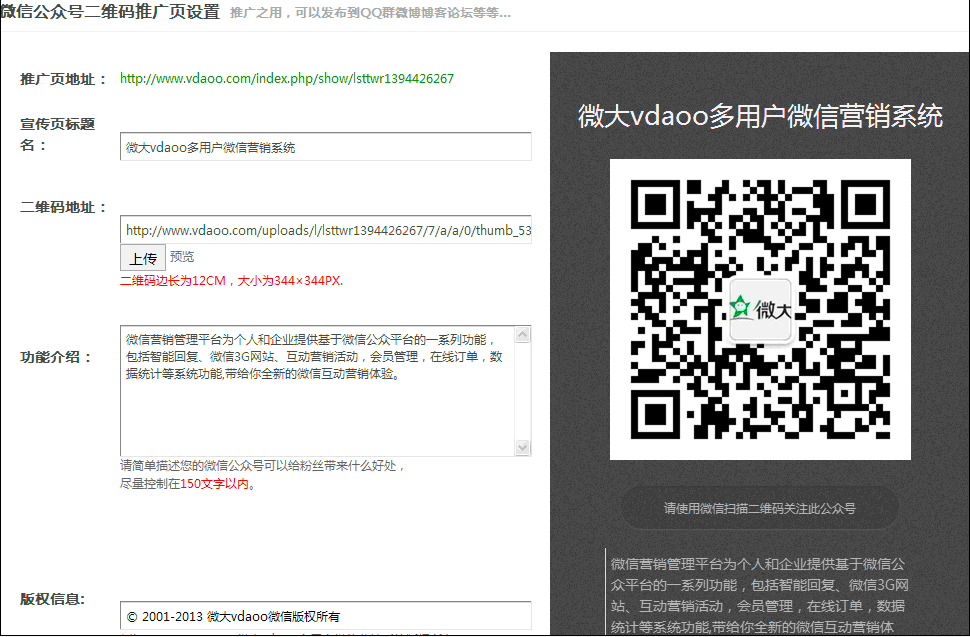 微信公众号二维码推广页设置 推广之用，可以发布到QQ群微博博客论坛等等...
推广页地址： http://www.vdaoo.com/index.php/show/lsttwr1394426267
宣传页标题
名：
微大vdaoo多用户微信营销系统
二维码地址：
http://www.vdaoo.com/uploads/l/lsttwr1394426267/7/a/a/0/thumb_53
上传 预览
二维码边长为12CM，大小为344×344PX.
功能介绍：
微信营销管理平台为个人和企业提供基于微信公众平台的一系列功能，
包括智能回复、微信3G网站、互动营销活动，会员管理，在线订单，数
据统计等系统功能,带给你全新的微信互动营销体验。
请简单描述您的微信公众号可以给粉丝带来什么好处，
尽量控制在150文字以内。
版权信息:
© 2001-2013 微大vdaoo微信版权所有
微大vdaoo多用户微信营销系统
微大
请使用微信扫描二维码关注此公众号
微信营销管理平台为个人和企业提供基于微信公
众平台的一系列功能，包括智能回复、微信3G网
站、互动营销活动，会员管理，在线订单，数据
统计等系统功能,带给你全新的微信互动营销体